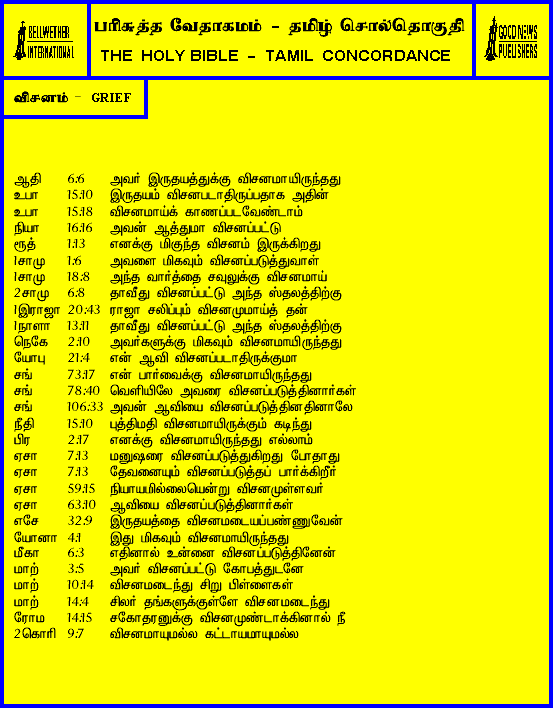 BELLWETHER
INTERNATIONAL
பரிசுத்த வேதாகமம் - தமிழ் சொல்தொகுதி
THE HOLY BIBLE - TAMIL CONCORDANCE
GOOD NEWS
PUBLISHERS
விசனம் - GRIEF
ஆதி 6:6 அவர் இருதயத்துக்கு விசனமாயிருந்தது
உபா 15:10 இருதயம் விசனபடாதிருப்பதாக அதின்
உபா 15:18 விசனமாய்க் காணப்படவேண்டாம்
நியா 16:16 அவன் ஆத்துமா விசனப்பட்டு
ரூத் 1:13 எனக்கு மிகுந்த விசனம் இருக்கிறது
1சாமு 1:6 அவளை மிகவும் விசனப்படுத்துவாள்
1சாமு 18:8 அந்த வார்த்தை சவுலுக்கு விசனமாய்
2சாமு 6:8 தாவீது விசனப்பட்டு அந்த ஸ்தலத்திற்கு
1இராஜா 20:43 ராஜா சலிப்பும் விசனமுமாய்த் தன்
1நாளா 13:11 தாவீது விசனப்பட்டு அந்த ஸ்தலத்திற்கு
நெகே 2:10 அவர்களுக்கு மிகவும் விசனமாயிருந்தது
யோபு 21:4 என் ஆவி விசனப்படாதிருக்குமா
சங் 73:17 என் பார்வைக்கு விசனமாயிருந்தது
சங் 78:40 வெளியிலே அவரை விசனப்படுத்தினார்கள்
சங் 106:33 அவன் ஆவியை விசனப்படுத்தினதினாலே
நீதி 15:10 புத்திமதி விசனமாயிருக்கும் கடிந்து
பிர 2:17 எனக்கு விசனமாயிருந்தது எல்லாம்
ஏசா 7:13 மனுஷரை விசனப்படுத்துகிறது போதாது
ஏசா 7:13 தேவனையும் விசனப்படுத்தப் பார்க்கிறீர்
ஏசா 59:15 நியாயமில்லையென்று விசனமுள்ளவர்
ஏசா 63:10 ஆவியை விசனப்படுத்தினார்கள்
எசே 32:9 இருதயத்தை விசனமடையப்பண்ணுவேன்
யோனா 4:1 இது மிகவும் விசனமாயிருந்தது
மீகா 6:3 எதினால் உன்னை விசனப்படுத்தினேன்
மாற் 3:5 அவர் விசனப்பட்டு கோபத்துடனே
மாற் 10:14 விசனமடைந்து சிறு பிள்ளைகள்
மாற் 14:4 சிலர் தங்களுக்குள்ளே விசனமடைந்து
ரோம 14:15 சகோதரனுக்கு விசனமுண்டாக்கினால் நீ
2கொரி 9:7 விசனமாயுமல்ல கட்டாயமாயுமல்ல